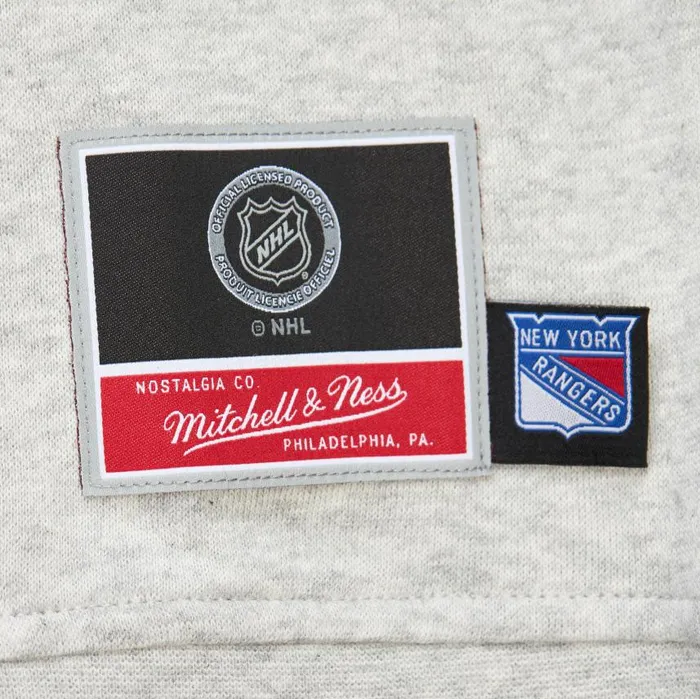 OFFICIAL LICENSED PRODUCT
NHL
®
PRODUIT LICENCIÉ OFFICIEL
© NHL
NOSTALGIA CO.
Mitchell & Ness
PHILADELPHIA, PA.
NEW YORK
RANGERS